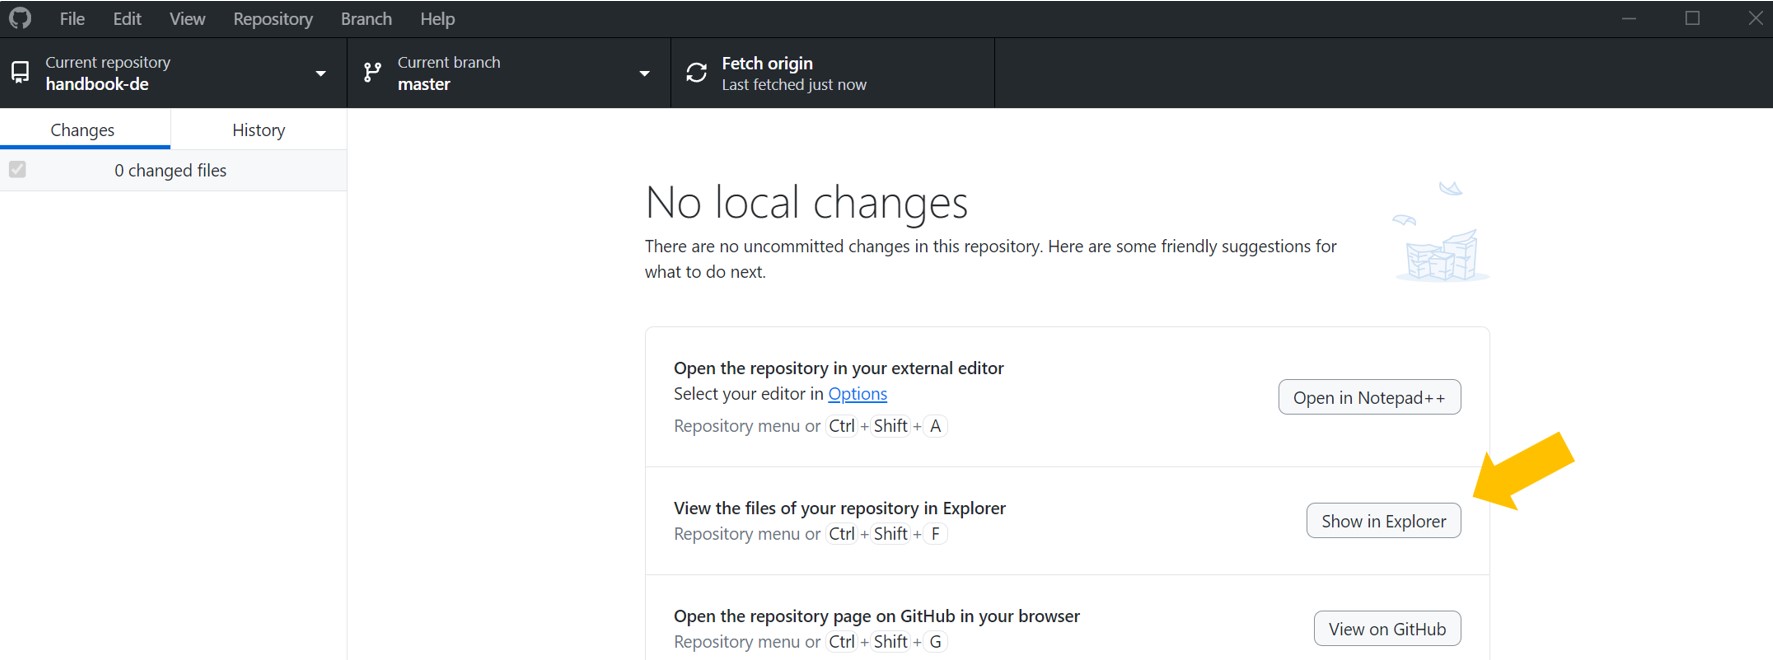 File Edit View Repository Branch Help
Current repository
handbook-de
Current branch
master
Fetch origin
Last fetched just now
Changes
History
0 changed files
No local changes
There are no uncommitted changes in this repository. Here are some friendly suggestions for
what to do next.
Open the repository in your external editor
Select your editor in Options
Repository menu or Ctrl + Shift + A
Open in Notepad++
View the files of your repository in Explorer
Repository menu or Ctrl + Shift + F
Show in Explorer
Open the repository page on GitHub in your browser
Repository menu or Ctrl + Shift + G
View on GitHub